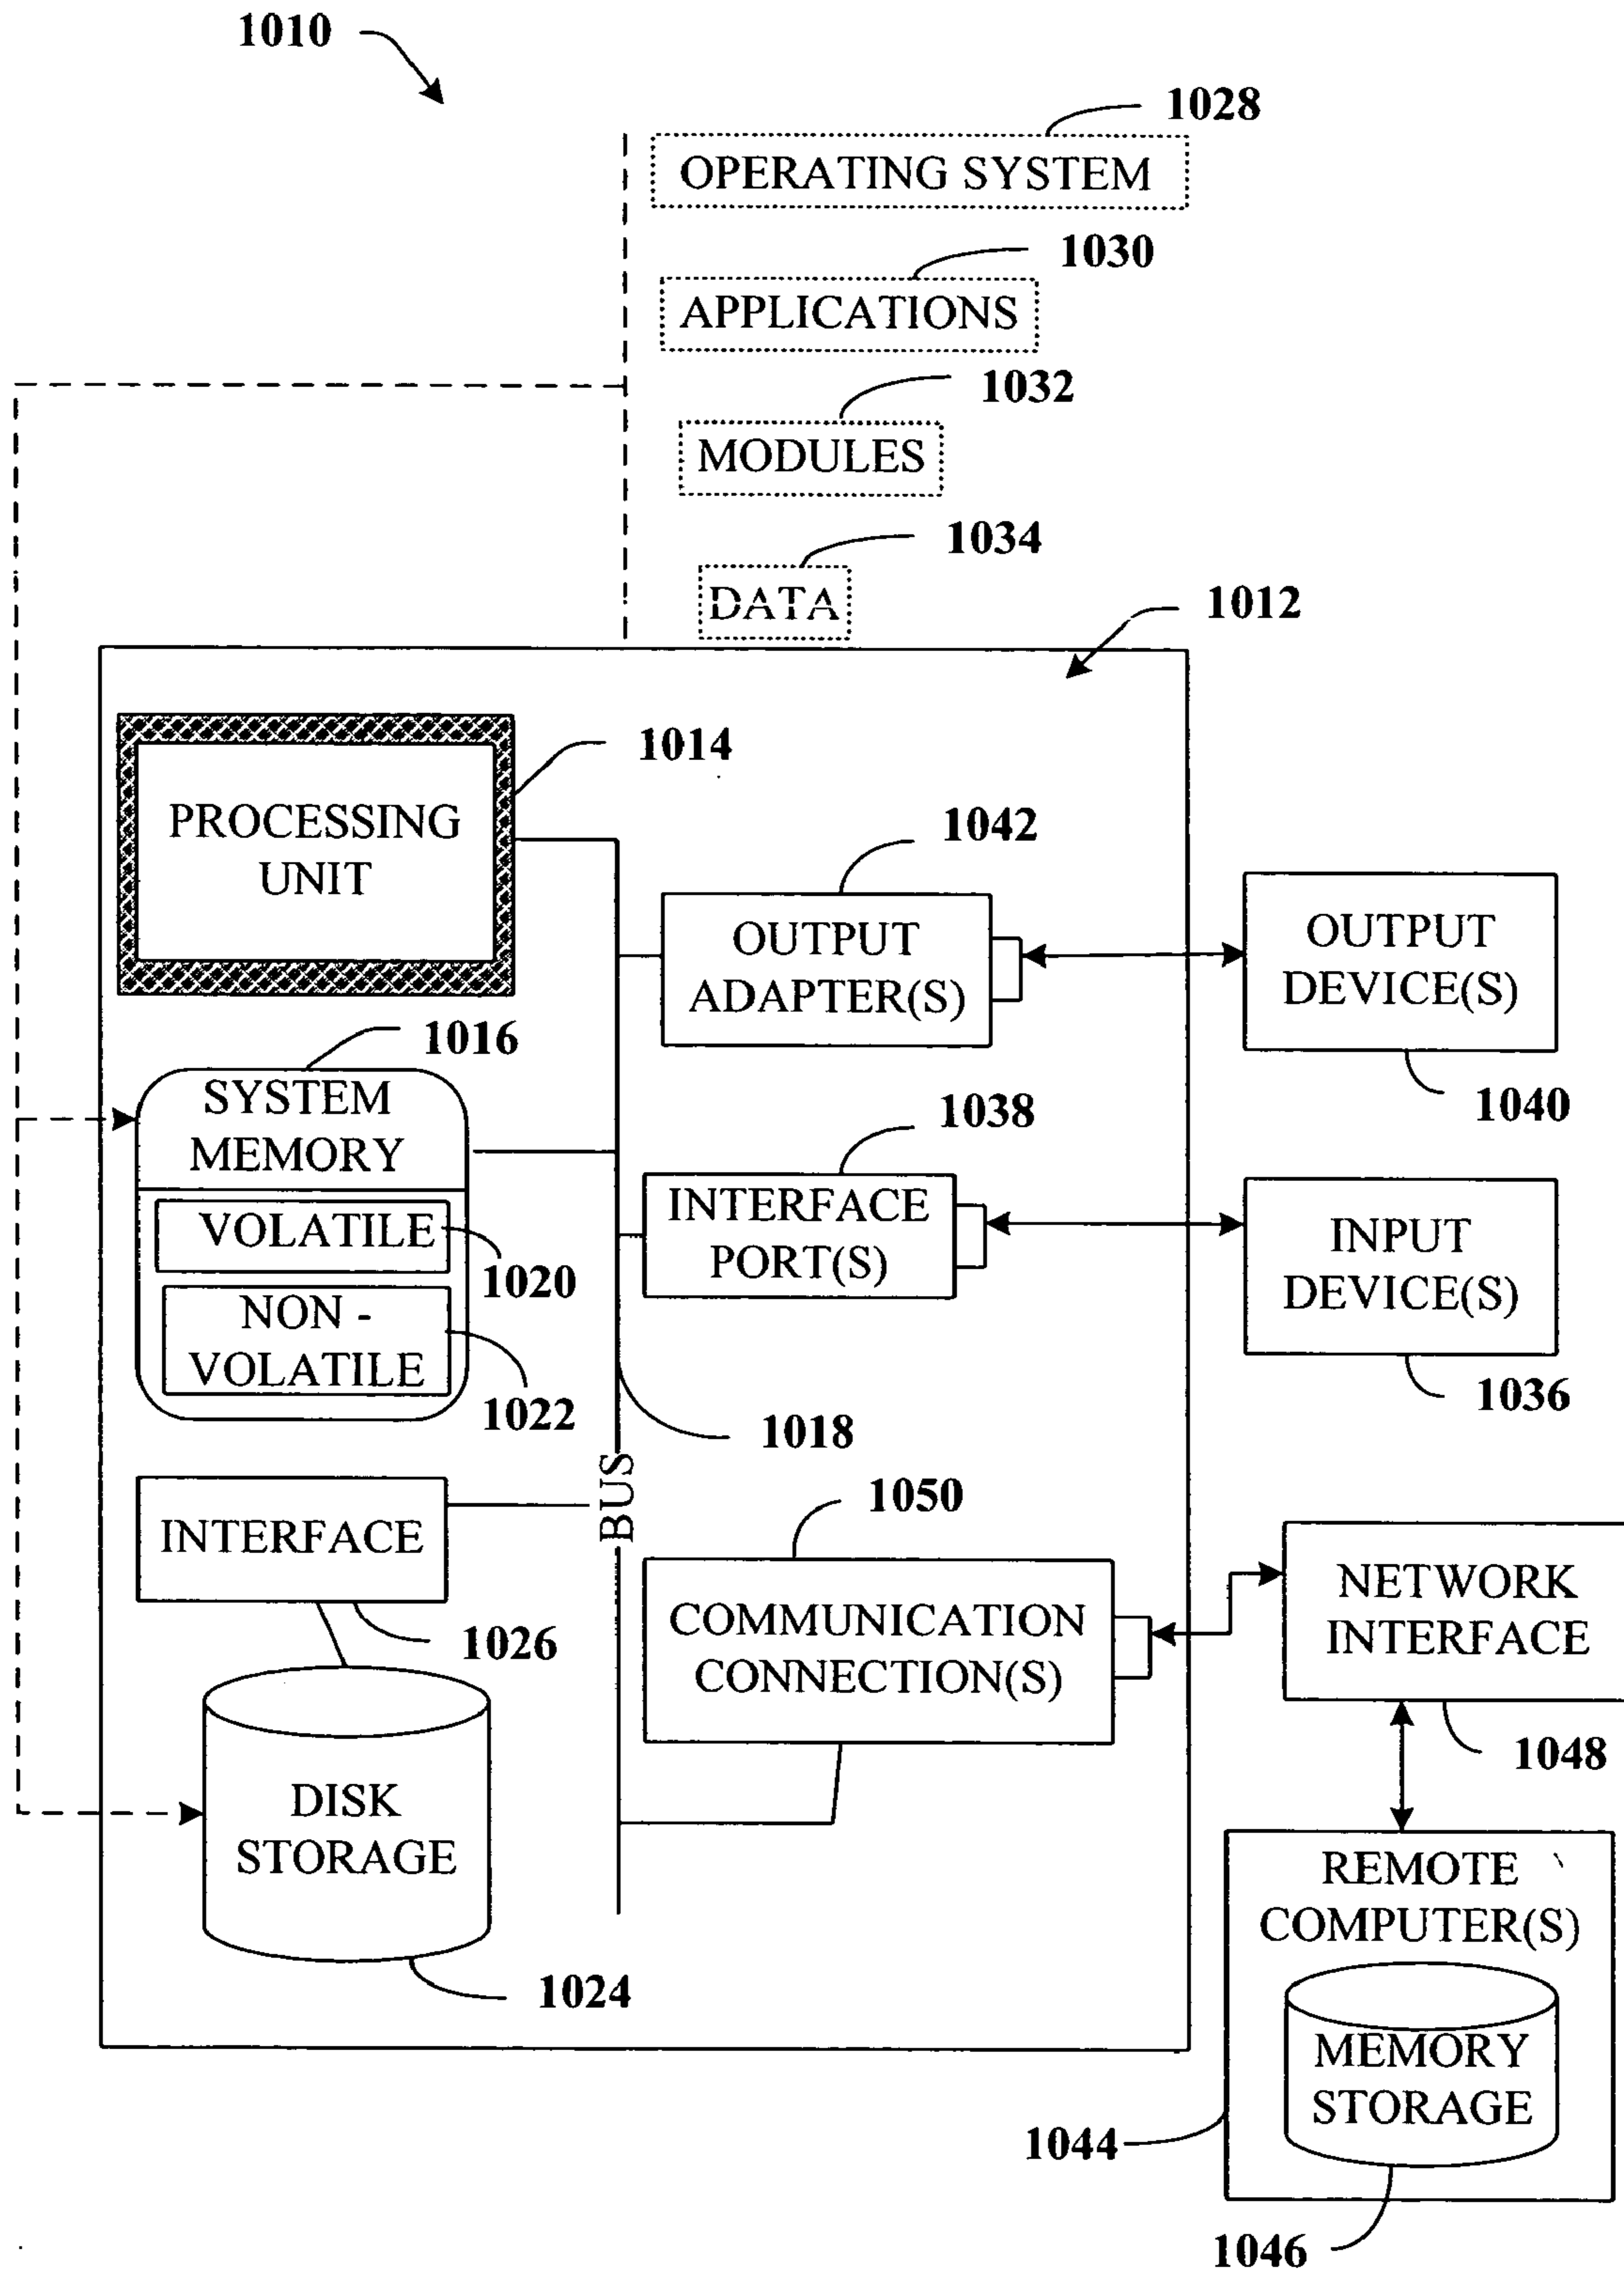 1010
1028
OPERATING SYSTEM
1030
APPLICATIONS
1032
MODULES
1034
DATA
1012
PROCESSING
UNIT
1014
1042
OUTPUT
ADAPTER(S)
OUTPUT
DEVICE(S)
1040
1016
SYSTEM
MEMORY
VOLATILE
1020
NON -
VOLATILE
1022
1038
INTERFACE
PORT(S)
INPUT
DEVICE(S)
1036
1018
BUS
INTERFACE
1026
1050
COMMUNICATION
CONNECTION(S)
NETWORK
INTERFACE
1048
DISK
STORAGE
1024
REMOTE
COMPUTER(S)
MEMORY
STORAGE
1044
1046